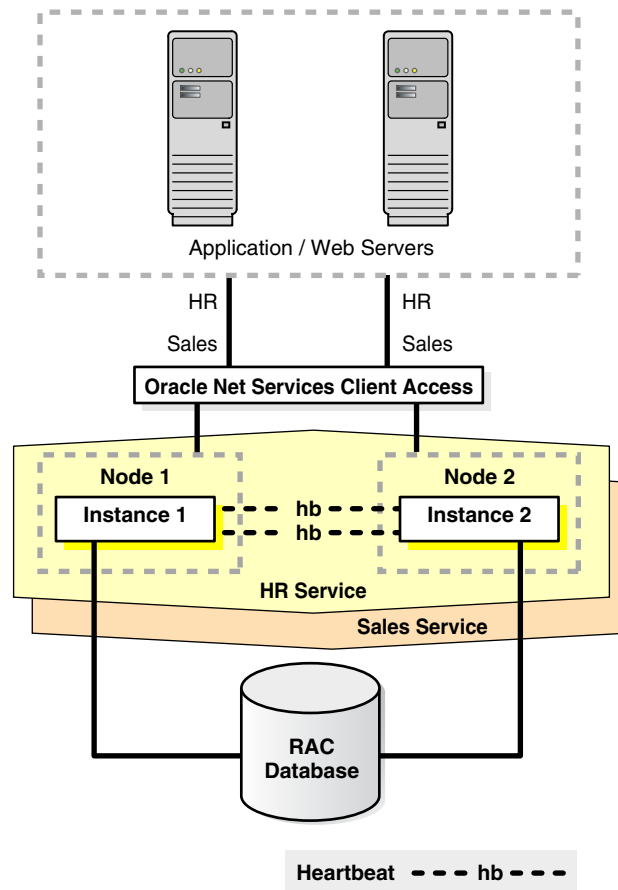 Application / Web Servers
HR HR
Sales Sales
Oracle Net Services Client Access
Node 1 Node 2
Instance 1 hb Instance 2
hb
HR Service
Sales Service
RAC
Database
Heartbeat hb